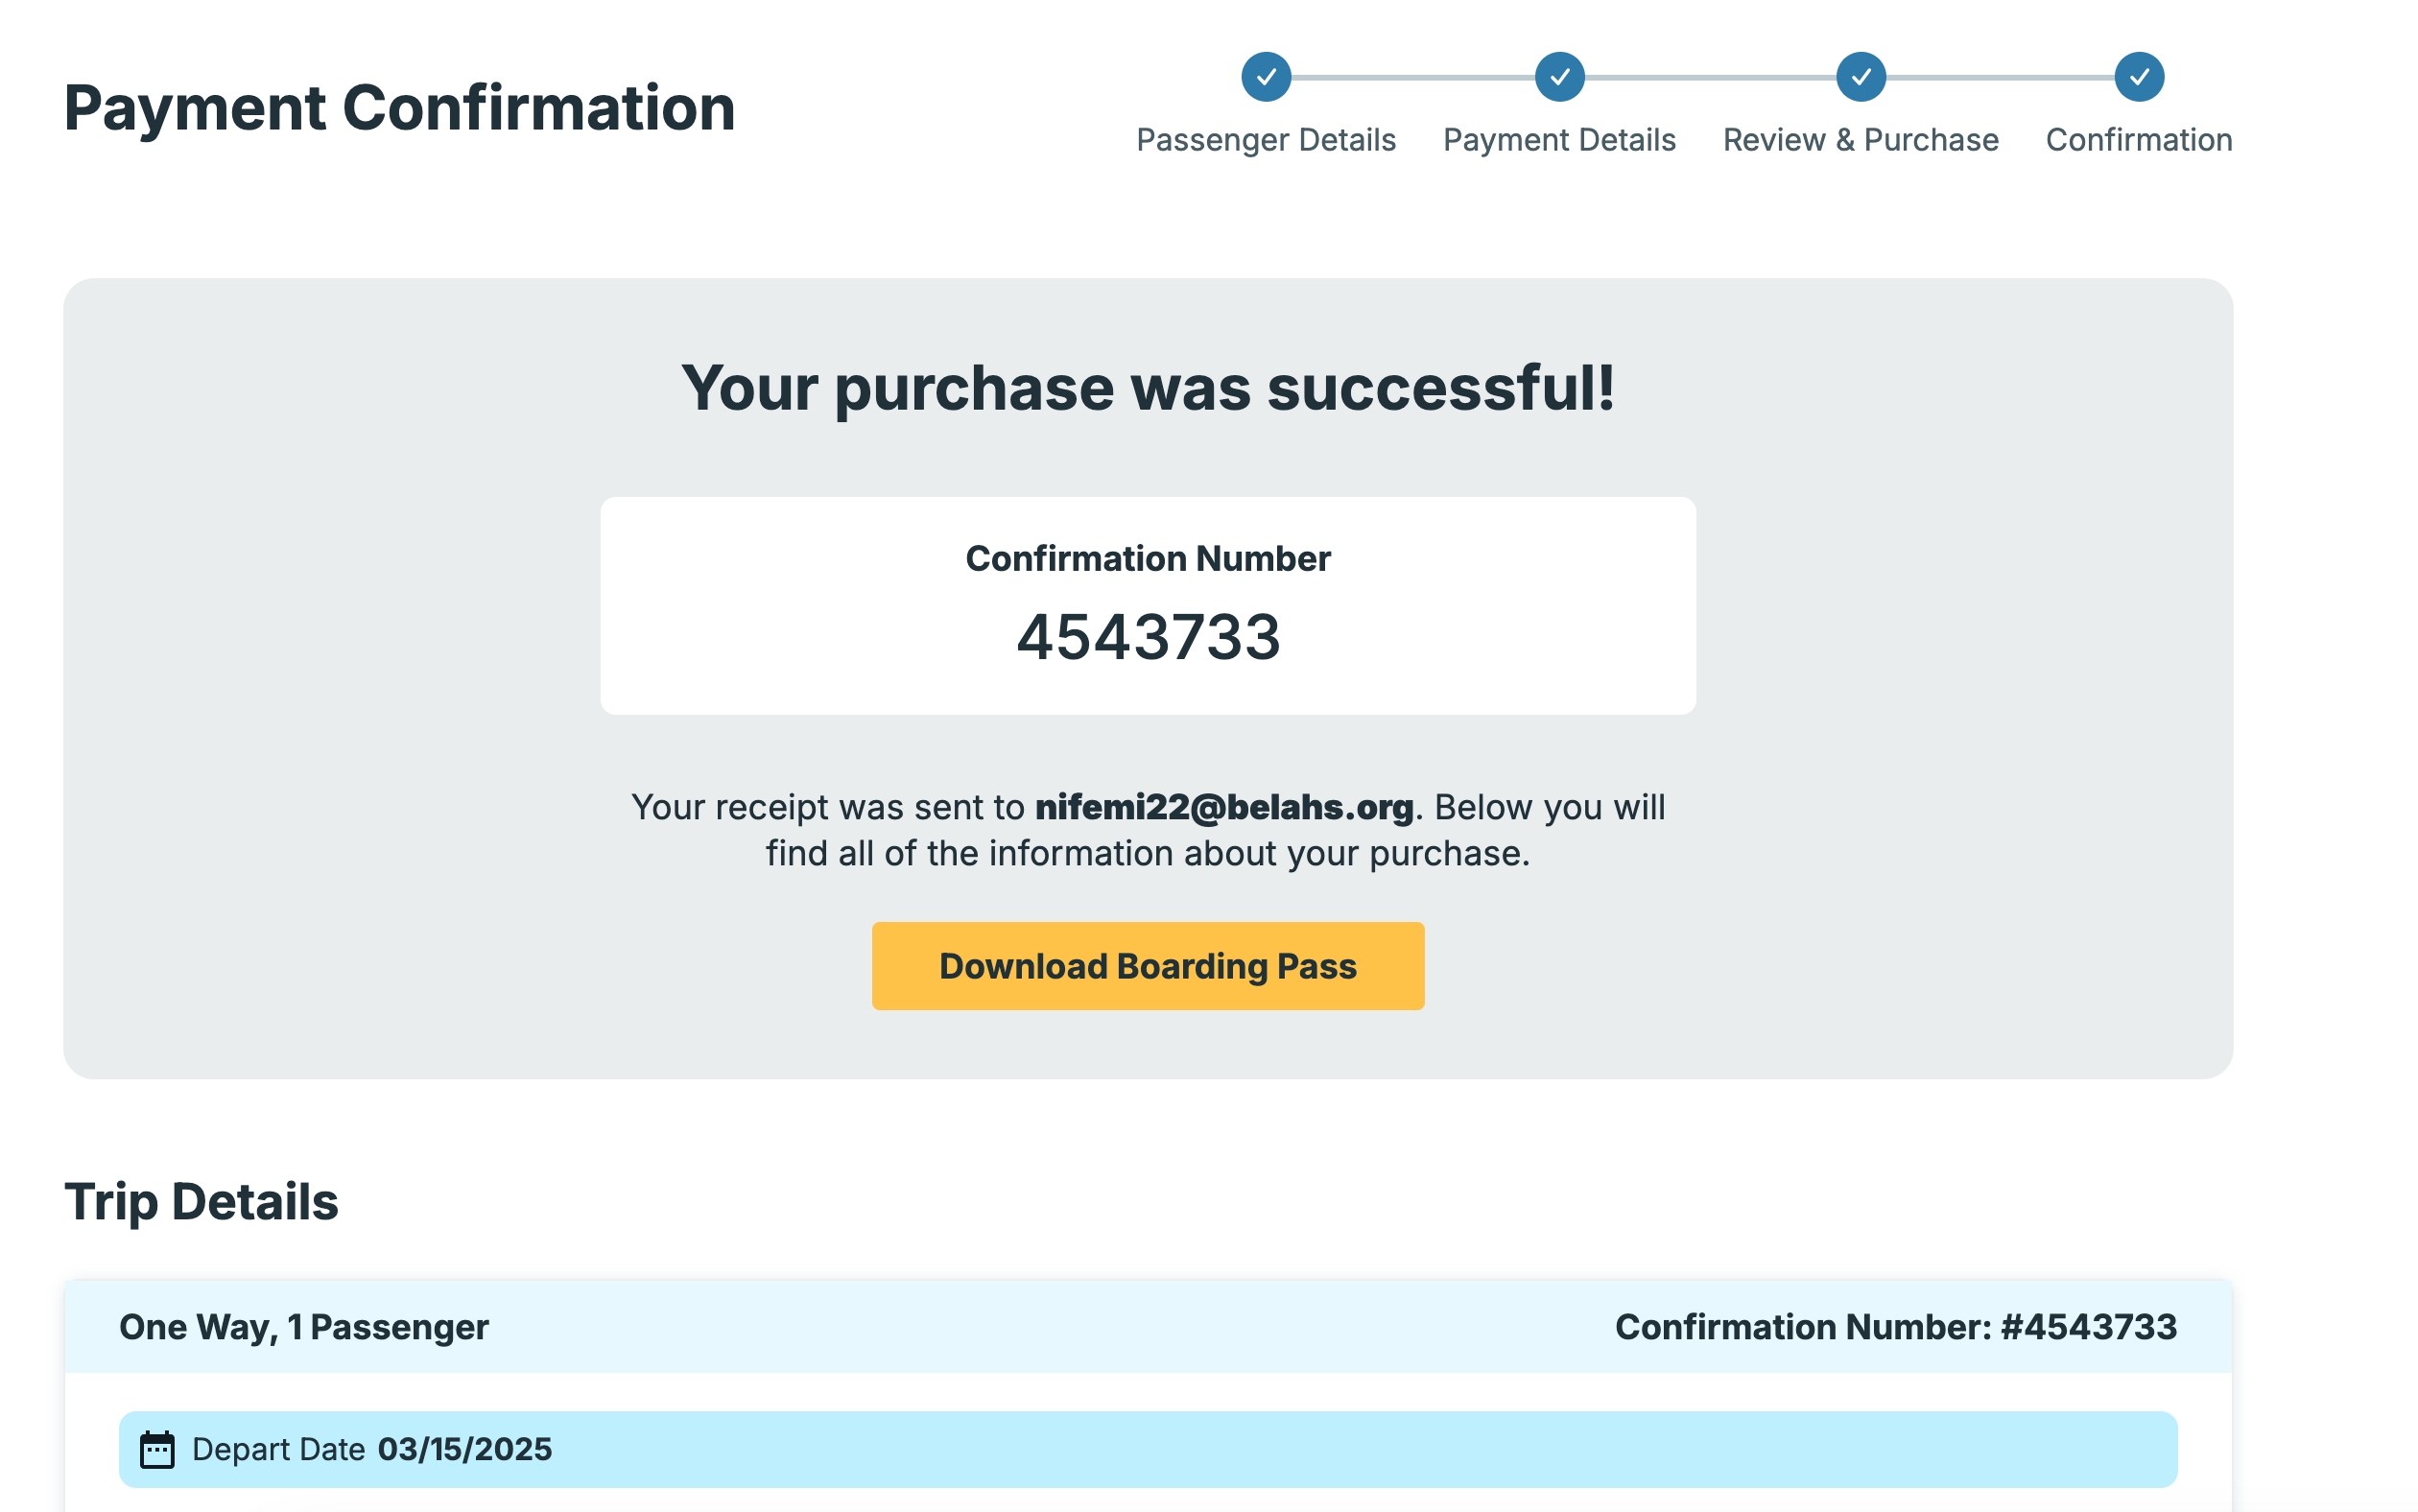 Payment Confirmation
Passenger Details
Payment Details
Review & Purchase
Confirmation
Your purchase was successful!
Confirmation Number
4543733
Your receipt was sent to nifemi22@belahs.org. Below you will
find all of the information about your purchase.
Download Boarding Pass
Trip Details
One Way, 1 Passenger
Confirmation Number: #4543733
Depart Date 03/15/2025